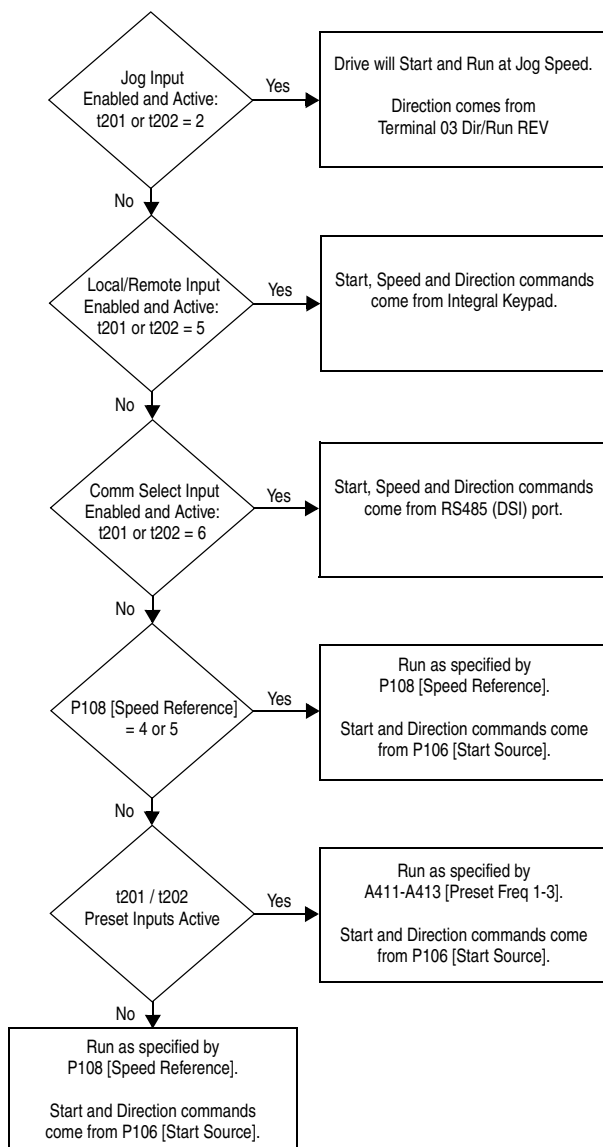 Jog Input
Enabled and Active:
t201 or t202 = 2
Yes
Drive will Start and Run at Jog Speed.
Direction comes from
Terminal 03 Dir/Run REV
No
Local/Remote Input
Enabled and Active:
t201 or t202 = 5
Yes
Start, Speed and Direction commands
come from Integral Keypad.
No
Comm Select Input
Enabled and Active:
t201 or t202 = 6
Yes
Start, Speed and Direction commands
come from RS485 (DSI) port.
No
P108 [Speed Reference]
= 4 or 5
Yes
Run as specified by
P108 [Speed Reference].
Start and Direction commands come
from P106 [Start Source].
No
t201 / t202
Preset Inputs Active
Yes
Run as specified by
A411-A413 [Preset Freq 1-3].
Start and Direction commands come
from P106 [Start Source].
No
Run as specified by
P108 [Speed Reference].
Start and Direction commands
come from P106 [Start Source].